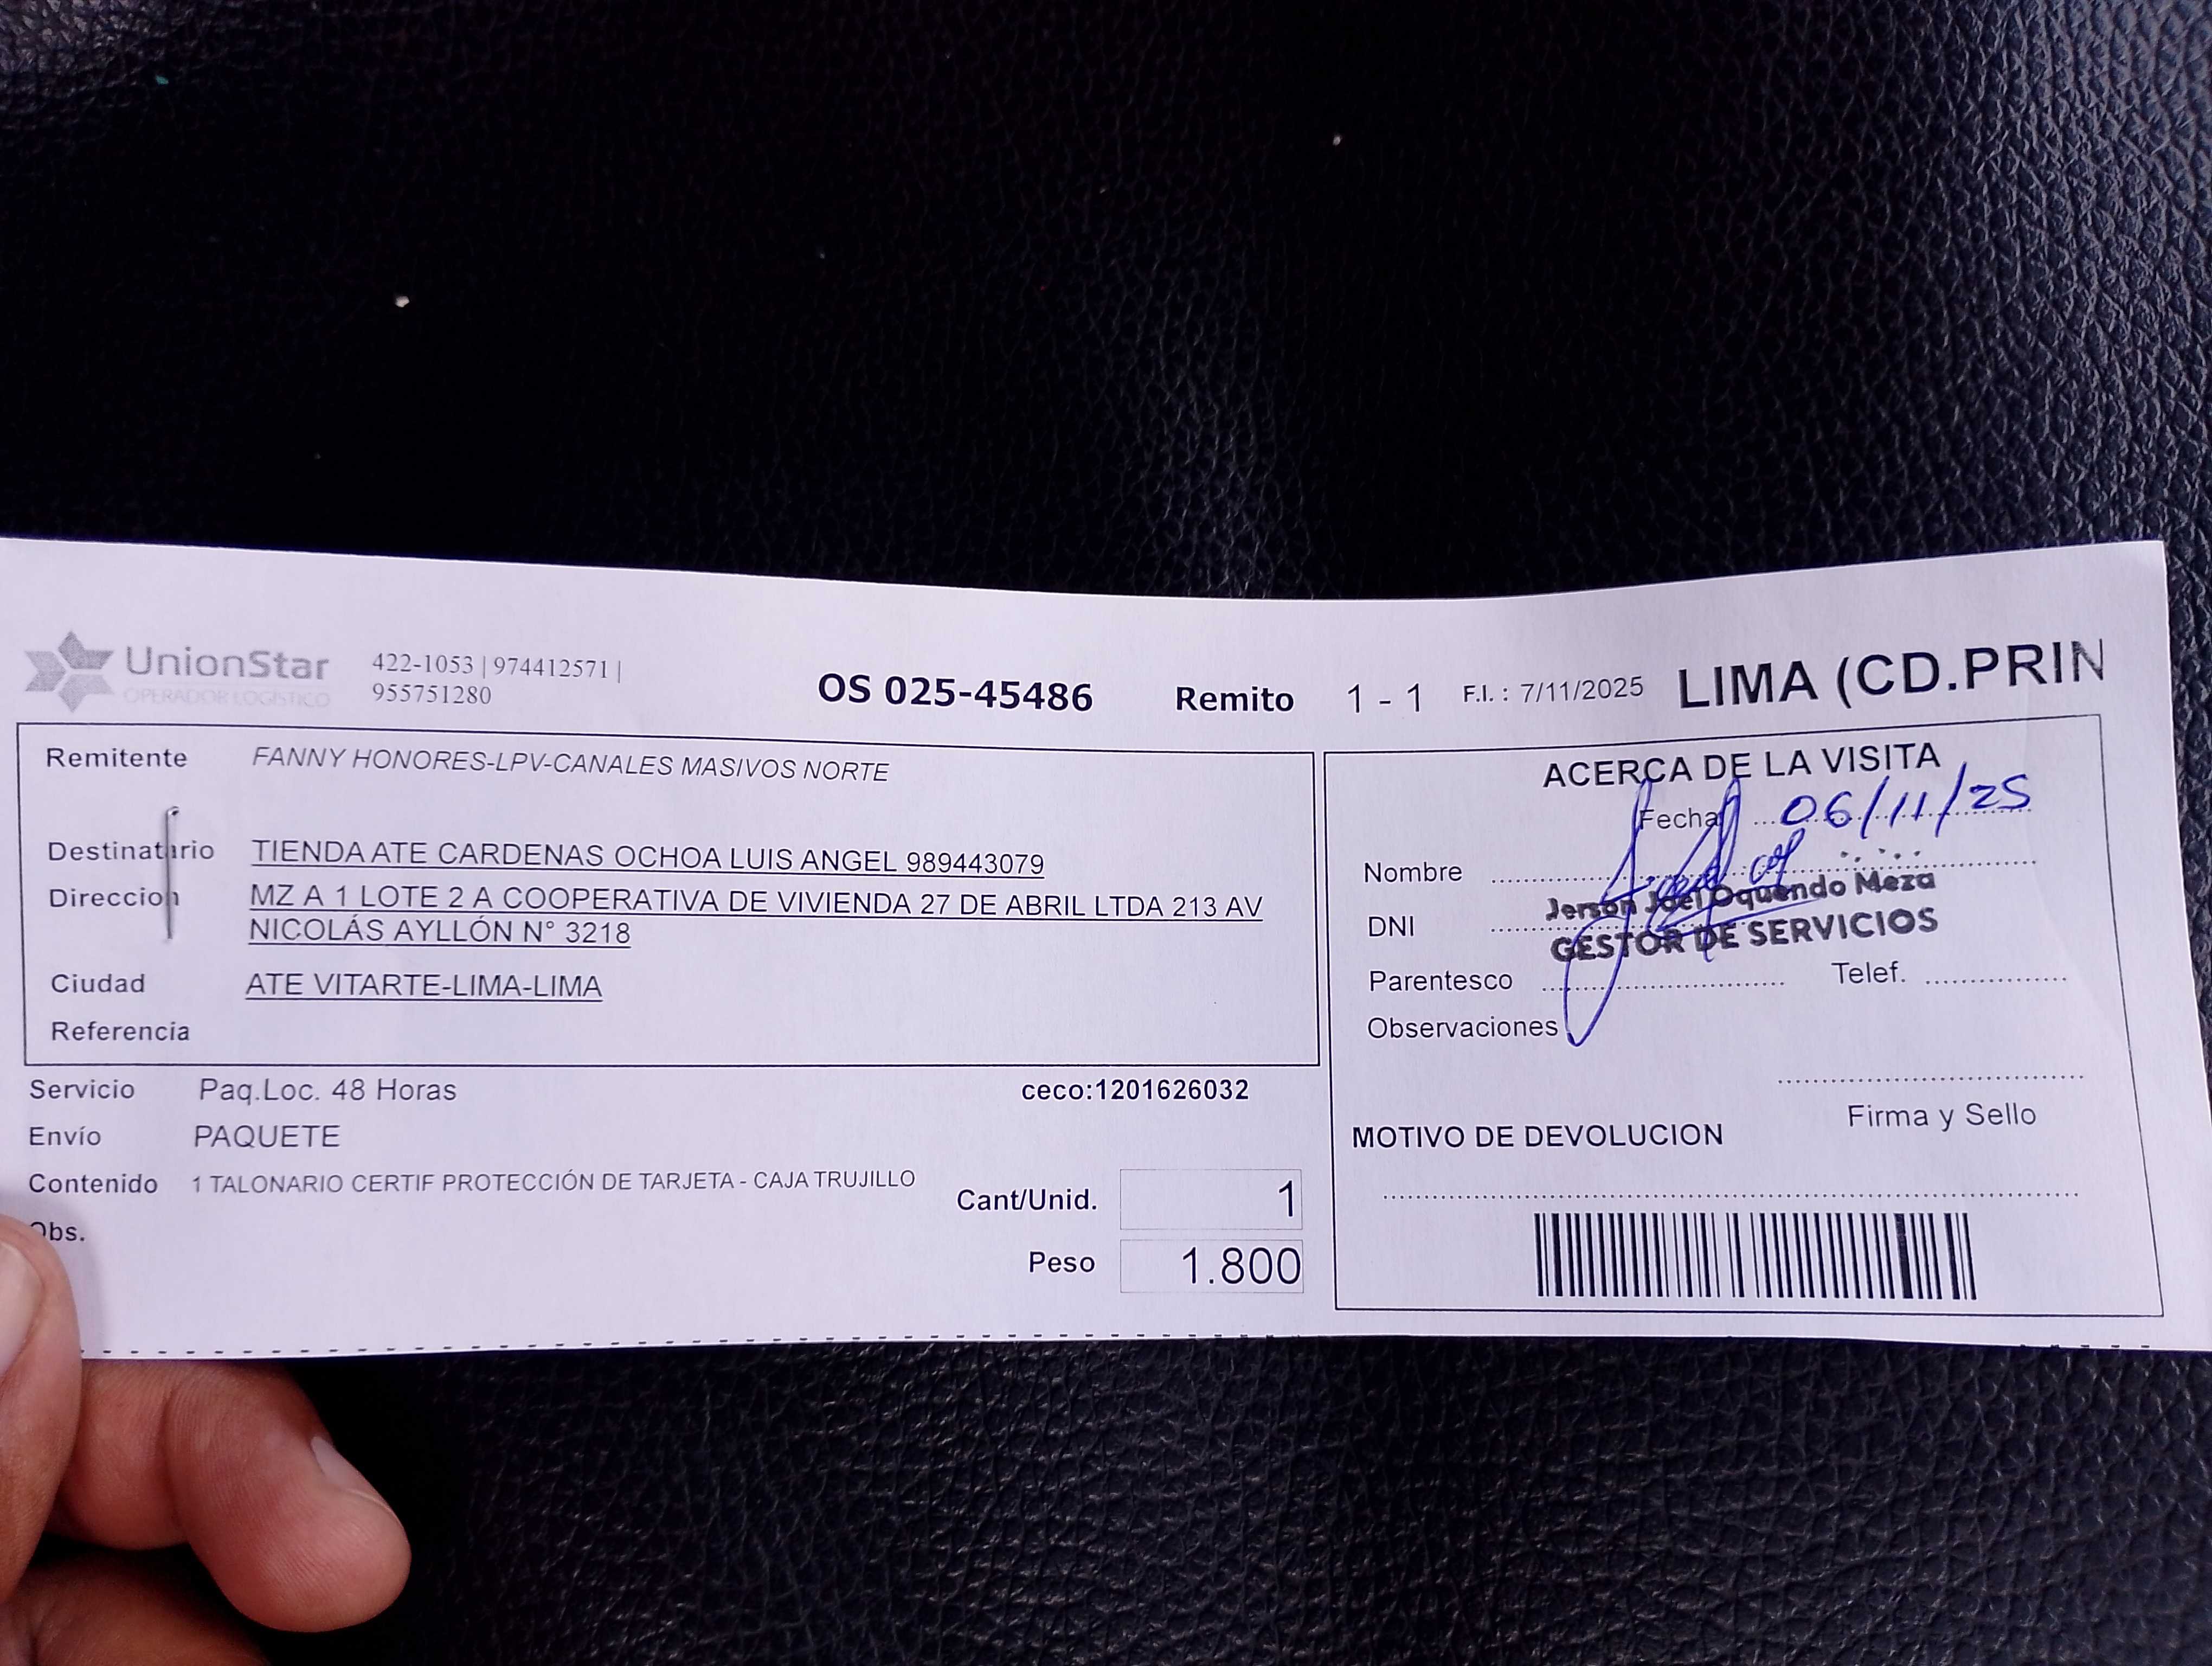 UnionStar
OPERADOR LOGÍSTICO
422-1053 | 974412571 |
955751280
OS 025-45486
Remito 1 - 1
F.I. : 7/11/2025
LIMA (CD.PRIN
Remitente FANNY HONORES-LPV-CANALES MASIVOS NORTE
Destinatario TIENDA ATE CARDENAS OCHOA LUIS ANGEL 989443079
Direccion MZ A 1 LOTE 2 A COOPERATIVA DE VIVIENDA 27 DE ABRIL LTDA 213 AV
NICOLÁS AYLLÓN N° 3218
Ciudad ATE VITARTE-LIMA-LIMA
Referencia
Servicio Paq.Loc. 48 Horas
ceco:1201626032
Envío PAQUETE
Contenido 1 TALONARIO CERTIF PROTECCIÓN DE TARJETA - CAJA TRUJILLO
Cant/Unid. 1
Obs.
Peso 1.800
ACERCA DE LA VISITA
Fecha 06/11/25
Nombre
Jerson Joel Oquendo Meza
DNI
GESTOR DE SERVICIOS
Parentesco Telef.
Observaciones
Firma y Sello
MOTIVO DE DEVOLUCION